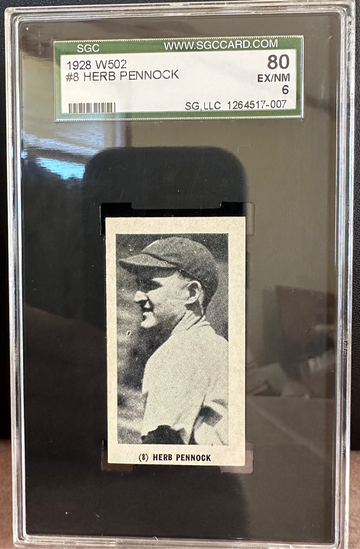 SGC WWW.SGCCARD.COM
1928 W502 80
#8 HERB PENNOCK EX/NM
6
SG, LLC 1264517-007
(8) HERB PENNOCK